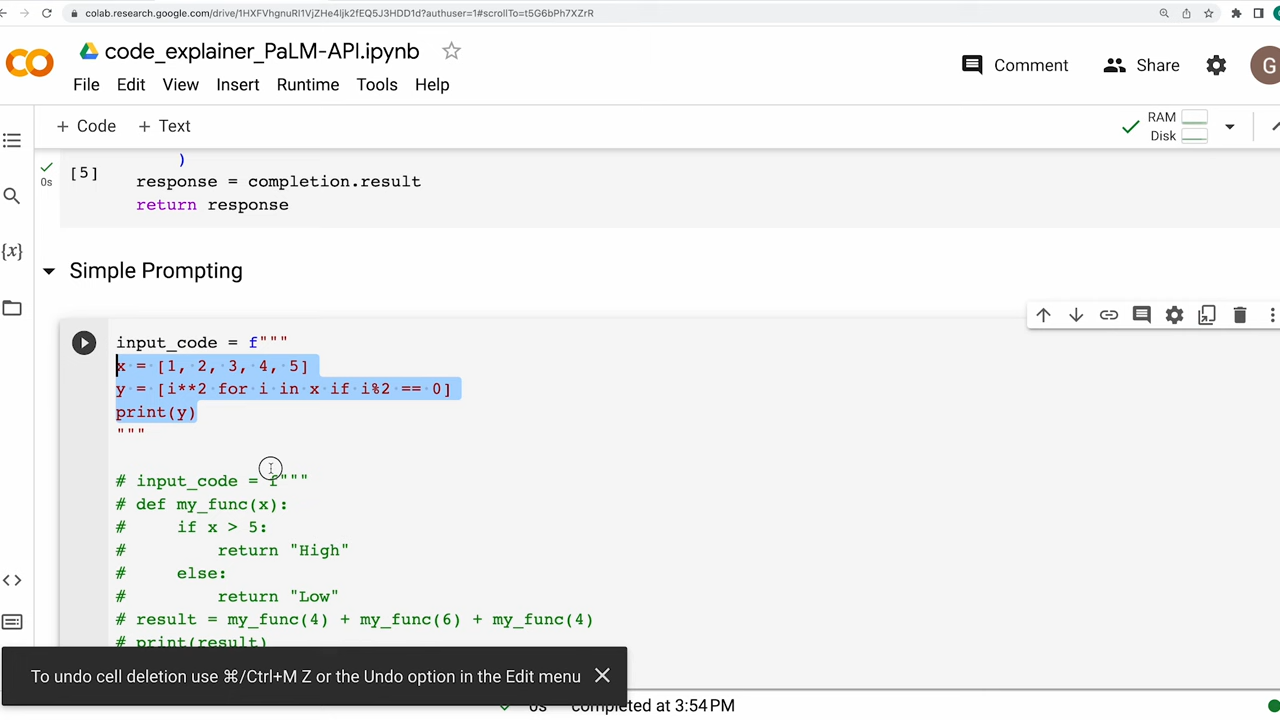 colab.research.google.com/drive/1HXFVhgnuRI1VjZHe4Ijk2fEQ5J3HDD1d?authuser=1#scrollTo=t5G6bPh7XZrR
code_explainer_PaLM-API.ipynb
Comment
Share
G
File Edit View Insert Runtime Tools Help
+ Code + Text
RAM
Disk
)
[5]
0s
response = completion.result
return response
{x}
Simple Prompting
input_code = f"""
x = [1, 2, 3, 4, 5]
y = [i**2 for i in x if i%2 == 0]
print(y)
"""
# input_code = f"""
# def my_func(x):
#     if x > 5:
#         return "High"
#     else:
#         return "Low"
# result = my_func(4) + my_func(6) + my_func(4)
# print(result)
To undo cell deletion use ⌘/Ctrl+M Z or the Undo option in the Edit menu
0s completed at 3:54 PM